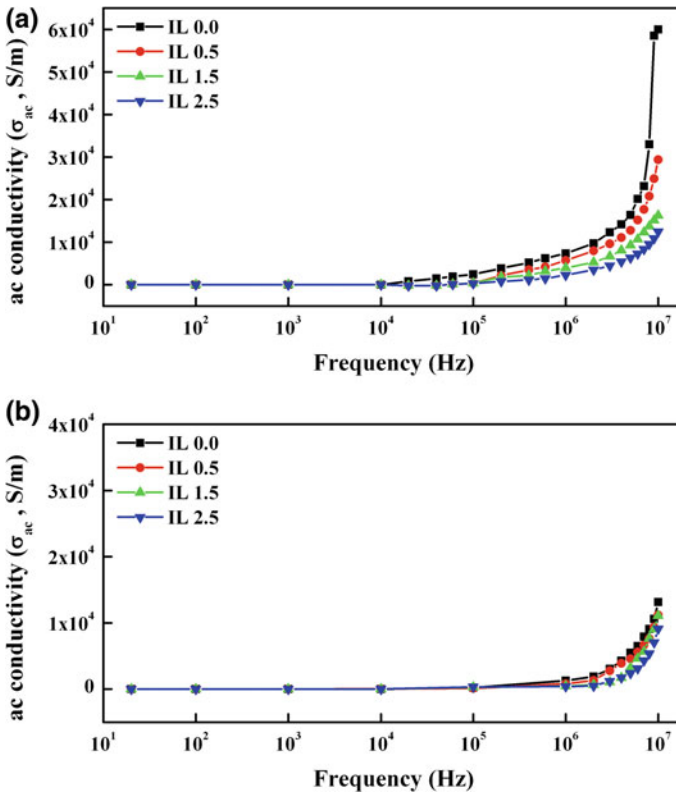 (a)
IL 0.0
IL 0.5
IL 1.5
IL 2.5
6x10⁴
5x10⁴
4x10⁴
3x10⁴
2x10⁴
1x10⁴
0
ac conductivity (σac , S/m)
10¹ 10² 10³ 10⁴ 10⁵ 10⁶ 10⁷
Frequency (Hz)
(b)
IL 0.0
IL 0.5
IL 1.5
IL 2.5
4x10⁴
3x10⁴
2x10⁴
1x10⁴
0
ac conductivity (σac , S/m)
10¹ 10² 10³ 10⁴ 10⁵ 10⁶ 10⁷
Frequency (Hz)